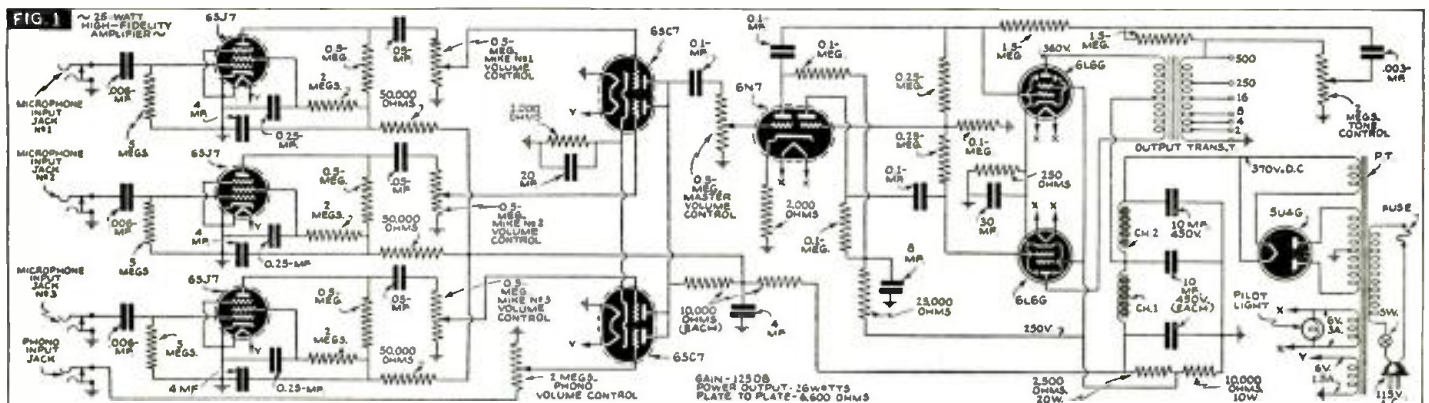 FIG. 1
~ 25-WATT
HIGH-FIDELITY
AMPLIFIER ~
MICROPHONE
INPUT
JACK
Nº1
.006-
MF.
5
MEGS.
6SJ7
4
MF.
Y
0.25-MF.
2
MEGS.
0.5-
MEG.
.05-
MF.
0.5-
MEG.
MIKE Nº1
VOLUME
CONTROL
50,000
OHMS
MICROPHONE
INPUT
JACK
Nº2
.006-
MF.
5
MEGS
6SJ7
4
MF.
Y
0.25-MF.
2
MEGS.
0.5-
MEG.
.05-
MF.
0.5-
MEG.
MIKE Nº2
VOLUME
CONTROL
50,000
OHMS
MICROPHONE
INPUT
JACK
Nº3
PHONO
INPUT
JACK
.006-
MF.
5
MEGS.
6SJ7
4 MF.
Y
0.25-MF.
2
MEGS.
0.5-
MEG.
.05-
MF.
0.5-
MEG.
MIKE Nº3
VOLUME
CONTROL
50,000
OHMS
2 MEGS.
PHONO
VOLUME CONTROL
6SC7
Y
20
MF.
0.1-
MF.
0.5-
MEG.
MASTER
VOLUME
CONTROL
Y
6SC7
10,000
OHMS
(EACH)
4
MF.
GAIN-125 DB
POWER OUTPUT-26 WATTS
PLATE TO PLATE-6,600 OHMS
0.1-
MF.
0.1-
MEG.
6N7
X
X
2,000
OHMS
0.1-
MEG.
0.1-
MF.
8
MF.
25,000
OHMS
250V.
0.25-
MEG.
0.25-
MEG.
0.1-
MEG.
250
OHMS
30
MF.
1.5-
MEG.
1.5-
MEG.
360V.
6L6G
X
X
X
X
6L6G
500
250
16
8
4
2
OUTPUT TRANSF.
.003-
MF.
2
MEGS.
TONE
CONTROL
370V. D.C
CH.2
CH.1
10 MF.
450V.
10
MF.
450V.
(EACH)
2,500
OHMS,
20W.
10,000
OHMS,
10W.
5U4G
PT
FUSE
PILOT
LIGHT
X
X
6V.
3A.
Y
Y
6V.
1.5A.
SW.
115V.
A.C.